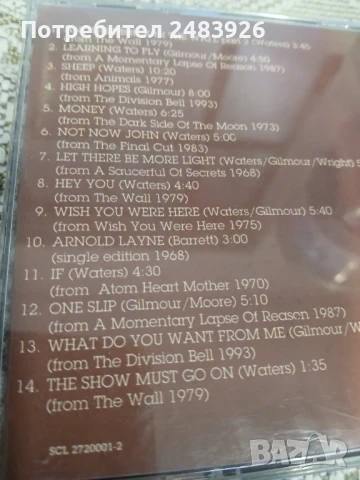 Потребител 2483926
(from The Wall 1979) part 2 (Waters) 3:45
2. LEARNING TO FLY (Gilmour/Moore) 4:50
(from A Momentary Lapse Of Reason 1987)
3. SHEEP (Waters) 10:20
(from Animals 1977)
4. HIGH HOPES (Gilmour) 8:00
(from The Division Bell 1993)
5. MONEY (Waters) 6:25
(from The Dark Side Of The Moon 1973)
6. NOT NOW JOHN (Waters) 5:00
(from The Final Cut 1983)
7. LET THERE BE MORE LIGHT (Waters/Gilmour/Wright)
(from A Saucerful Of Secrets 1968)
8. HEY YOU (Waters) 4:40
(from The Wall 1979)
9. WISH YOU WERE HERE (Waters/Gilmour) 5:40
(from Wish You Were Here 1975)
10. ARNOLD LAYNE (Barrett) 3:00
(single edition 1968)
11. IF (Waters) 4:30
(from Atom Heart Mother 1970)
12. ONE SLIP (Gilmour/Moore) 5:10
(from A Momentary Lapse Of Reason 1987)
13. WHAT DO YOU WANT FROM ME (Gilmour/W
(from The Division Bell 1993)
14. THE SHOW MUST GO ON (Waters) 1:35
(from The Wall 1979)
SCL 2720001-2
bazar